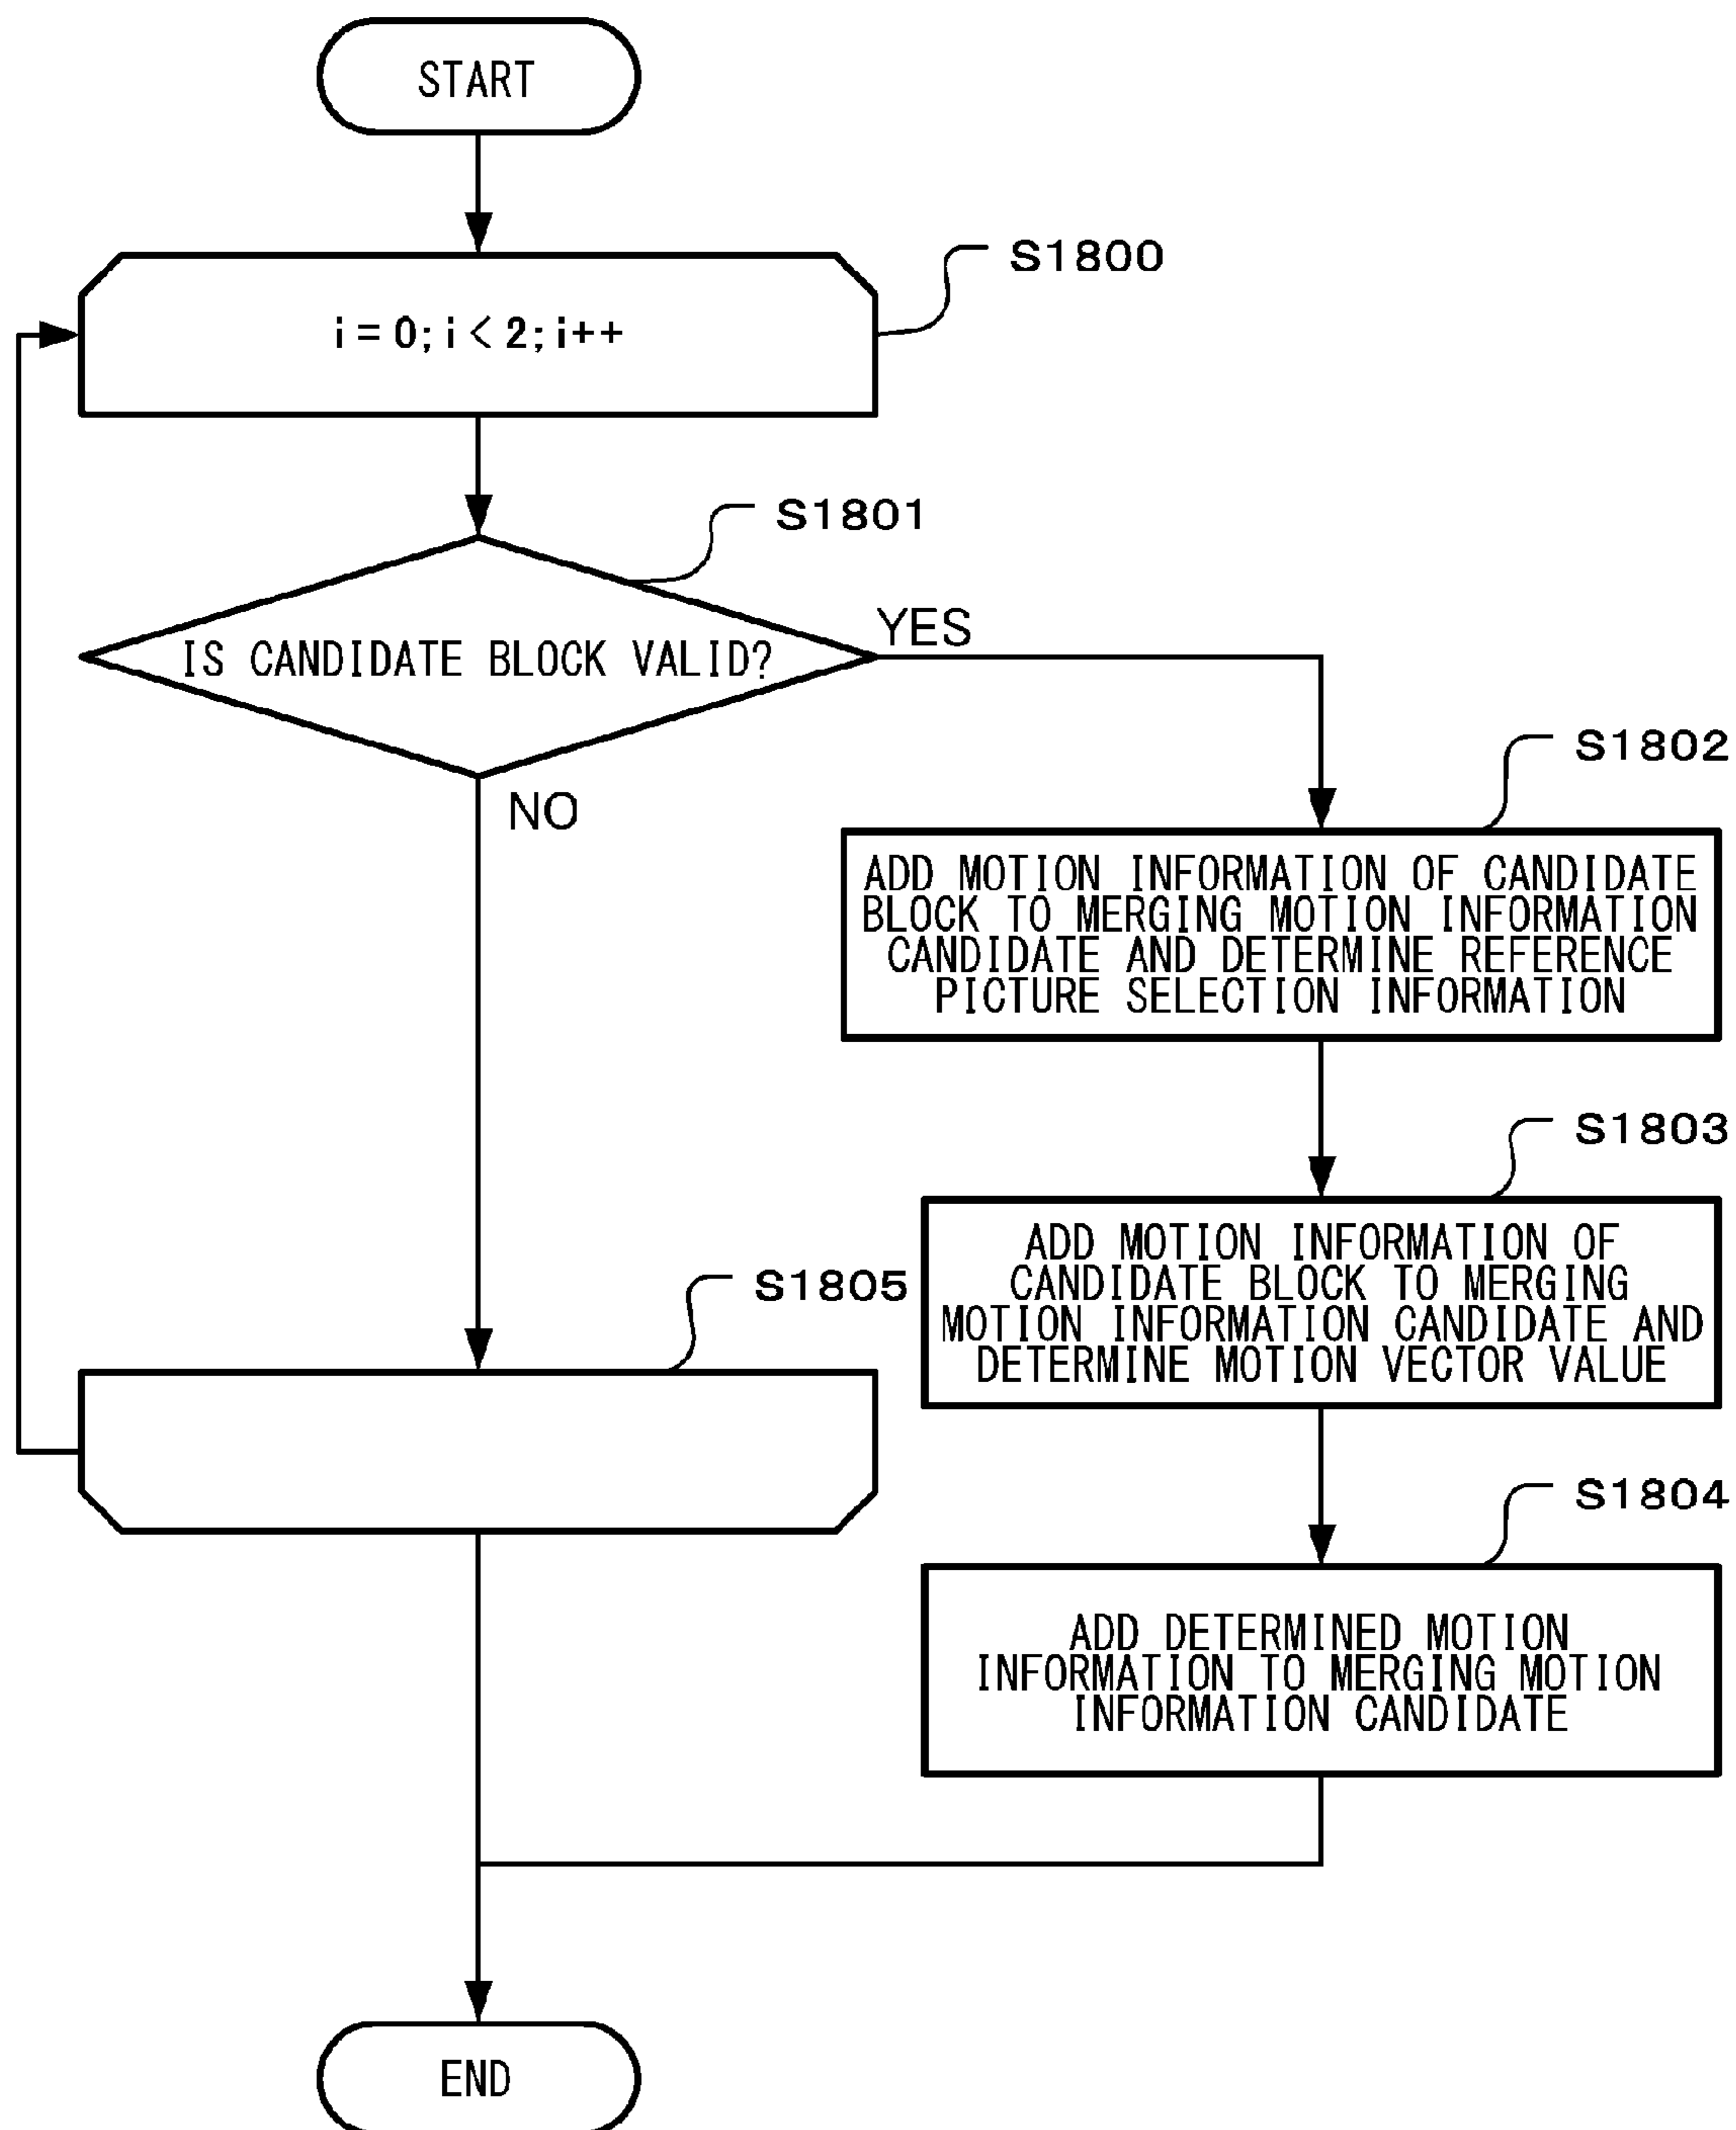 START
S1800
i = 0; i < 2; i++
S1801
IS CANDIDATE BLOCK VALID?
YES
NO
S1802
ADD MOTION INFORMATION OF CANDIDATE
BLOCK TO MERGING MOTION INFORMATION
CANDIDATE AND DETERMINE REFERENCE
PICTURE SELECTION INFORMATION
S1803
ADD MOTION INFORMATION OF
CANDIDATE BLOCK TO MERGING
MOTION INFORMATION CANDIDATE AND
DETERMINE MOTION VECTOR VALUE
S1805
S1804
ADD DETERMINED MOTION
INFORMATION TO MERGING MOTION
INFORMATION CANDIDATE
END